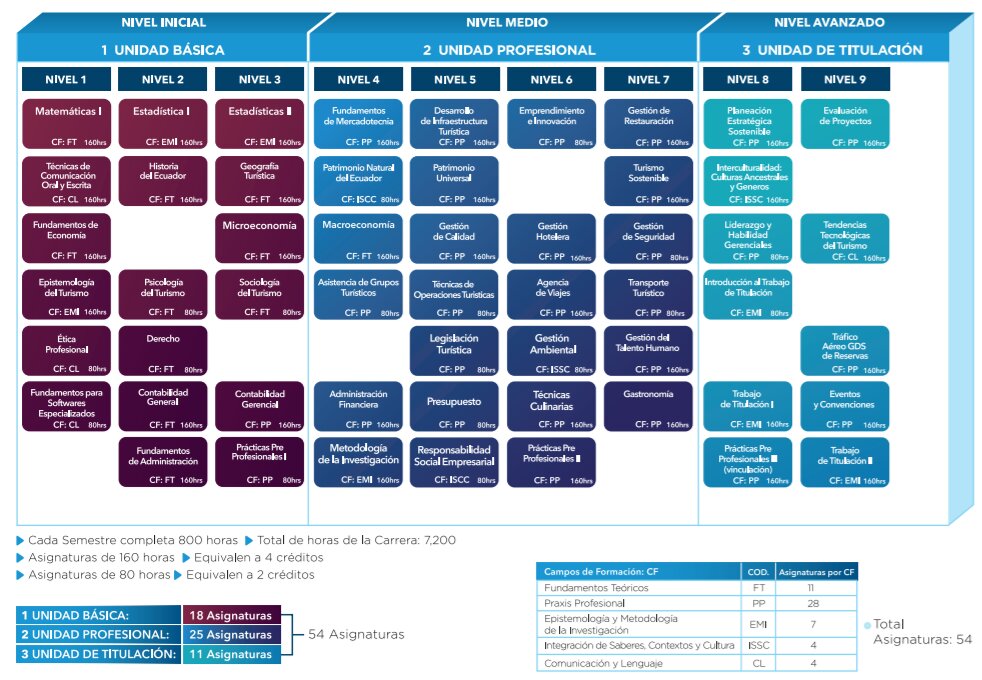 NIVEL INICIAL
NIVEL MEDIO
NIVEL AVANZADO
1 UNIDAD BÁSICA
2 UNIDAD PROFESIONAL
3 UNIDAD DE TITULACIÓN
NIVEL 1
NIVEL 2
NIVEL 3
NIVEL 4
NIVEL 5
NIVEL 6
NIVEL 7
NIVEL 8
NIVEL 9
Matemáticas I
CF: FT 160hrs
Estadística I
CF: EMI 160hrs
Estadísticas II
CF: EMI 160hrs
Fundamentos
de Mercadotecnia
CF: PP 160hrs
Desarrollo
de Infraestructura
Turística
CF: PP 160hrs
Emprendimiento
e Innovación
CF: PP 80hrs
Gestión de
Restauración
CF: PP 160hrs
Planeación
Estratégica
Sostenible
CF: PP 160hrs
Evaluación
de Proyectos
CF: PP 160hrs
Técnicas de
Comunicación
Oral y Escrita
CF: CL 160hrs
Historia
del Ecuador
CF: FT 160hrs
Geografía
Turística
CF: FT 160hrs
Patrimonio Natural
del Ecuador
CF: ISCC 80hrs
Patrimonio
Universal
CF: PP 160hrs
Turismo
Sostenible
CF: PP 160hrs
Interculturalidad:
Culturas Ancestrales
y Generos
CF: ISSC 160hrs
Fundamentos de
Economía
CF: FT 160hrs
Microeconomía
CF: FT 160hrs
Macroeconomía
CF: FT 160hrs
Gestión
de Calidad
CF: PP 160hrs
Gestión
Hotelera
CF: PP 160hrs
Gestión
de Seguridad
CF: PP 80hrs
Liderazgo y
Habilidad
Gerenciales
CF: PP 80hrs
Tendencias
Tecnológicas
del Turismo
CF: CL 160hrs
Epistemología
del Turismo
CF: EMI 160hrs
Psicología
del Turismo
CF: FT 80hrs
Sociología
del Turismo
CF: FT 80hrs
Asistencia de Grupos
Turísticos
CF: PP 80hrs
Técnicas de
Operaciones Turísticas
CF: PP 80hrs
Agencia
de Viajes
CF: PP 160hrs
Transporte
Turístico
CF: PP 80hrs
Introducción al Trabajo
de Titulación
CF: EMI 80hrs
Ética
Profesional
CF: CL 80hrs
Derecho
CF: FT 80hrs
Legislación
Turística
CF: PP 80hrs
Gestión
Ambiental
CF: ISSC 80hrs
Gestión del
Talento Humano
CF: PP 160hrs
Tráfico
Aéreo GDS
de Reservas
CF: PP 160hrs
Fundamentos para
Softwares
Especializados
CF: CL 80hrs
Contabilidad
General
CF: FT 160hrs
Contabilidad
Gerencial
CF: PP 160hrs
Administración
Financiera
CF: PP 160hrs
Presupuesto
CF: PP 160hrs
Técnicas
Culinarias
CF: PP 160hrs
Gastronomía
CF: PP 160hrs
Trabajo
de Titulación I
CF: EMI 160hrs
Eventos
y Convenciones
CF: PP 160hrs
Fundamentos
de Administración
CF: FT 160hrs
Prácticas Pre
Profesionales I
CF: PP 80hrs
Metodología
de la Investigación
CF: EMI 160hrs
Responsabilidad
Social Empresarial
CF: ISCC 80hrs
Prácticas Pre
Profesionales II
CF: PP 160hrs
Prácticas Pre
Profesionales III
(vinculación)
CF: PP 160hrs
Trabajo
de Titulación II
CF: EMI 160hrs
Cada Semestre completa 800 horas Total de horas de la Carrera: 7,200
Asignaturas de 160 horas Equivalen a 4 créditos
Asignaturas de 80 horas Equivalen a 2 créditos
1 UNIDAD BÁSICA: 18 Asignaturas
2 UNIDAD PROFESIONAL: 25 Asignaturas
3 UNIDAD DE TITULACIÓN: 11 Asignaturas
54 Asignaturas
Campos de Formación: CF COD. Asignaturas por CF
Fundamentos Teóricos FT 11
Praxis Profesional PP 28
Epistemología y Metodología
de la Investigación EMI 7
Integración de Saberes, Contextos y Cultura ISSC 4
Comunicación y Lenguaje CL 4
Total
Asignaturas: 54